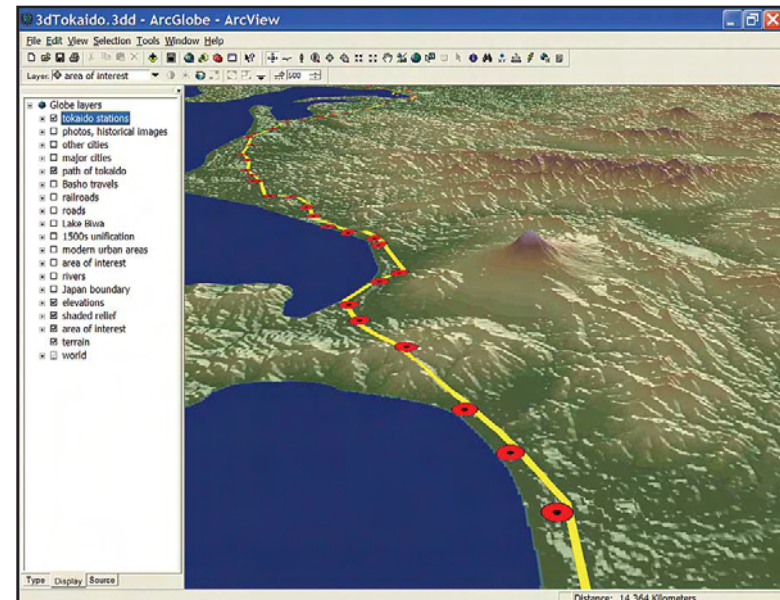 3dTokaido.3dd - ArcGlobe - ArcView
File Edit View Selection Tools Window Help
Layer: area of interest 500
Globe layers
tokaido stations
photos, historical images
other cities
major cities
path of tokaido
Basho travels
railroads
roads
Lake Biwa
1500s unification
modern urban areas
area of interest
rivers
Japan boundary
elevations
shaded relief
area of interest
terrain
world
Type Display Source
Distance: 14.364 Kilometers